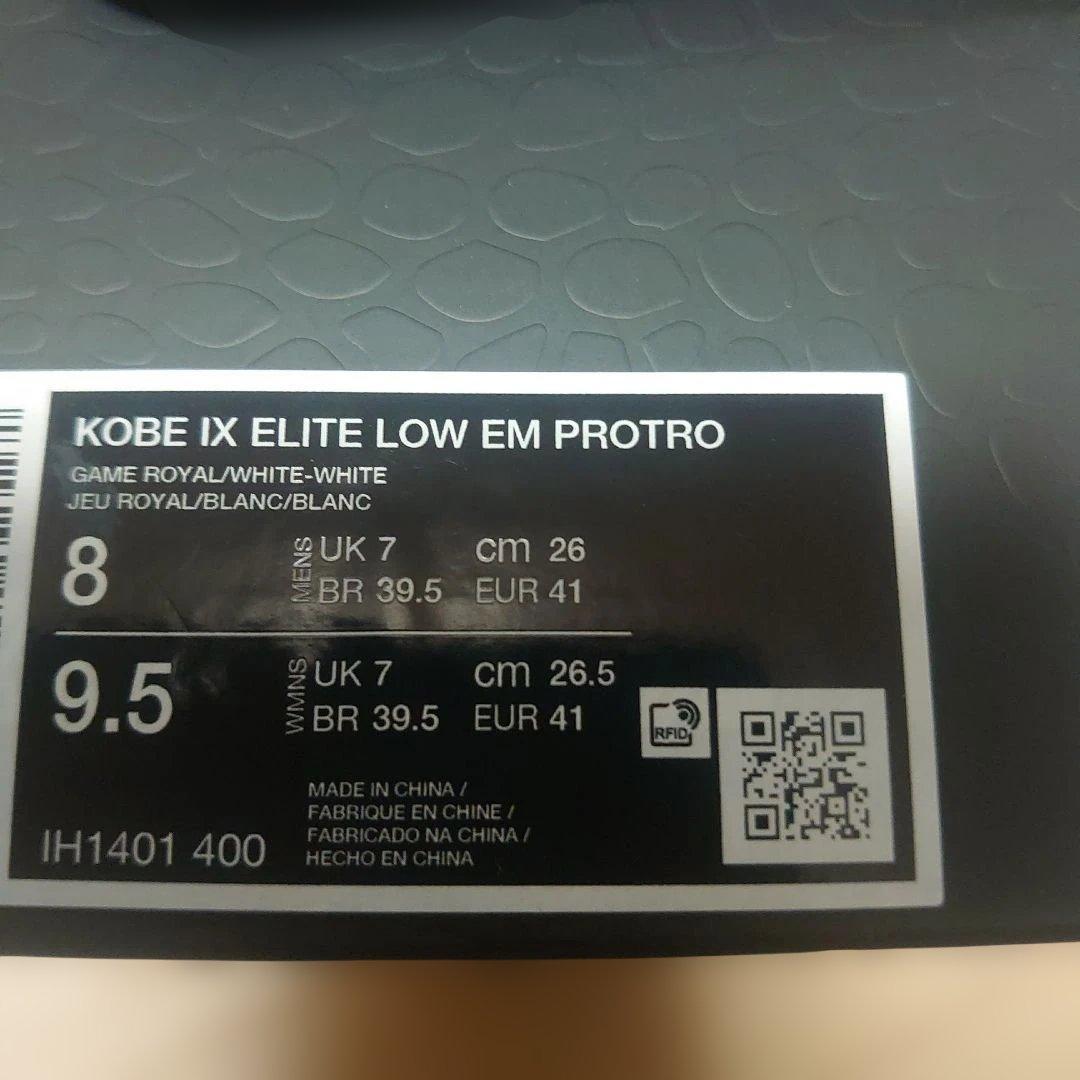 KOBE IX ELITE LOW EM PROTRO
GAME ROYAL/WHITE-WHITE
JEU ROYAL/BLANC/BLANC
8 MENS UK 7 cm 26
BR 39.5 EUR 41
9.5 WMNS UK 7 cm 26.5
BR 39.5 EUR 41
RFID
MADE IN CHINA /
FABRIQUE EN CHINE /
FABRICADO NA CHINA /
HECHO EN CHINA
IH1401 400